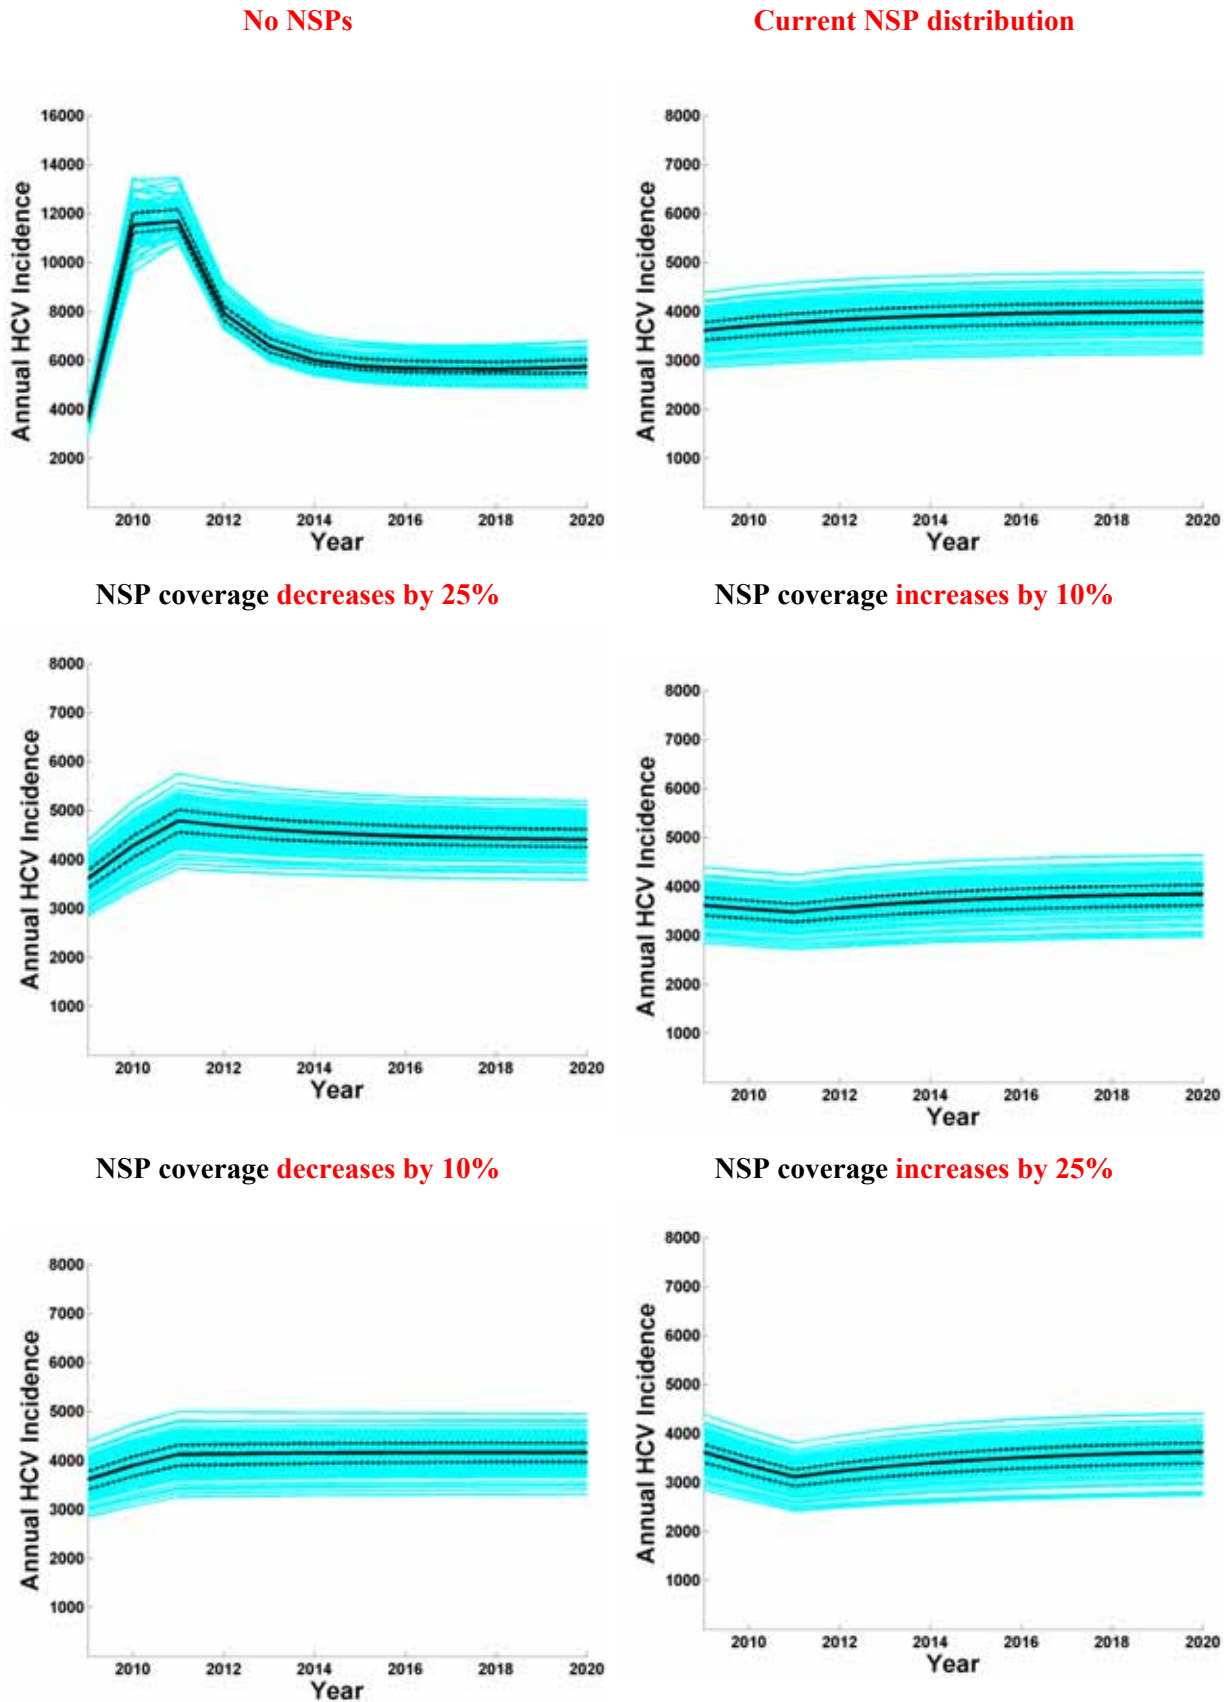 No NSPs
Current NSP distribution
16000
14000
12000
10000
8000
6000
4000
2000
Annual HCV Incidence
2010 2012 2014 2016 2018 2020
Year
8000
7000
6000
5000
4000
3000
2000
1000
Annual HCV Incidence
2010 2012 2014 2016 2018 2020
Year
NSP coverage decreases by 25%
NSP coverage increases by 10%
8000
7000
6000
5000
4000
3000
2000
1000
Annual HCV Incidence
2010 2012 2014 2016 2018 2020
Year
8000
7000
6000
5000
4000
3000
2000
1000
Annual HCV Incidence
2010 2012 2014 2016 2018 2020
Year
NSP coverage decreases by 10%
NSP coverage increases by 25%
8000
7000
6000
5000
4000
3000
2000
1000
Annual HCV Incidence
2010 2012 2014 2016 2018 2020
Year
8000
7000
6000
5000
4000
3000
2000
1000
Annual HCV Incidence
2010 2012 2014 2016 2018 2020
Year